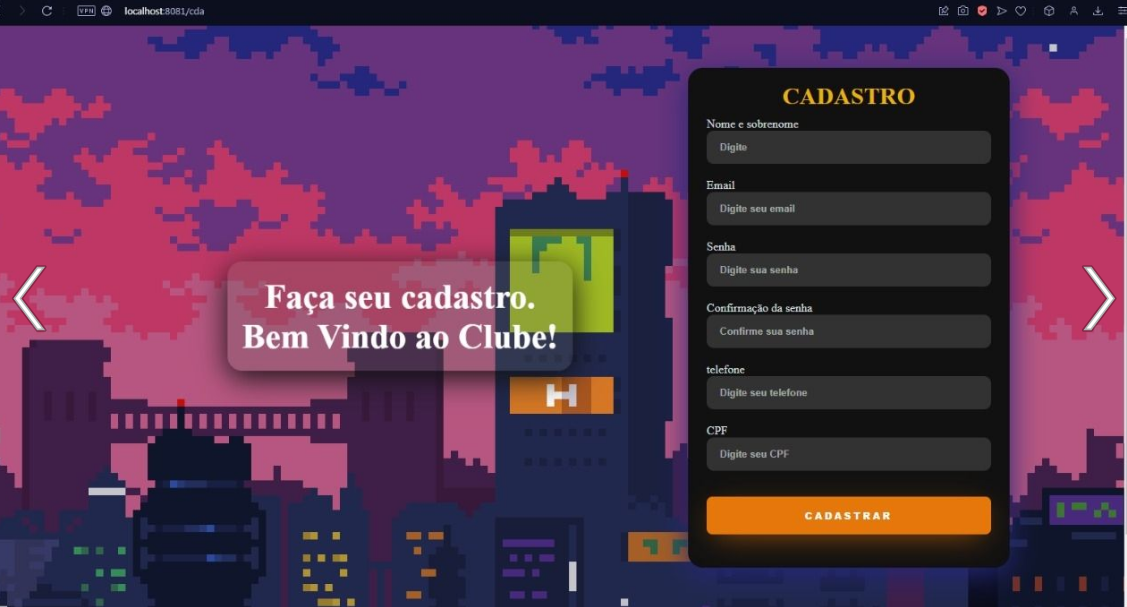 VPN
localhost:8081/cda
CADASTRO
Nome e sobrenome
Digite
Email
Digite seu email
Senha
Digite sua senha
Confirmação da senha
Confirme sua senha
telefone
Digite seu telefone
CPF
Digite seu CPF
CADASTRAR
Faça seu cadastro.
Bem Vindo ao Clube!
H